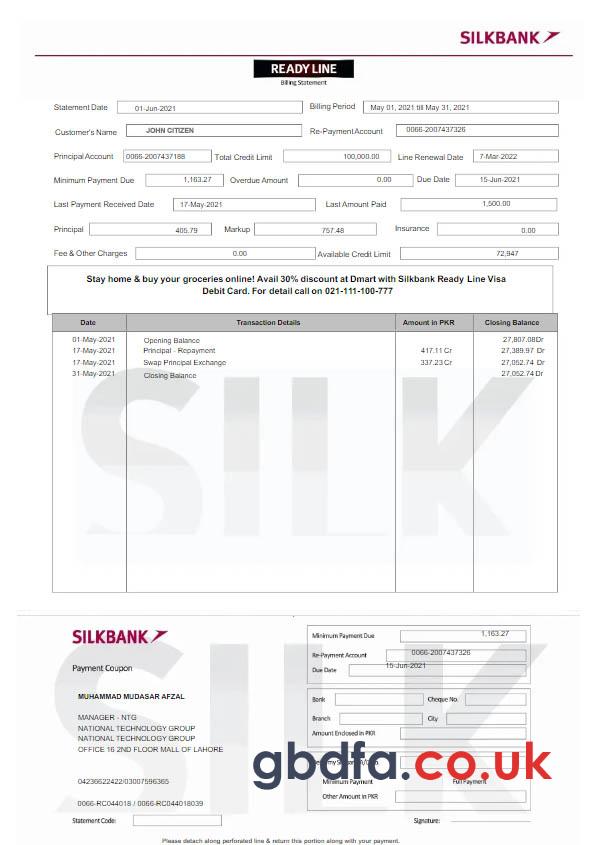 SILKBANK
READY LINE
Billing Statement
Statement Date 01-Jun-2021 Billing Period May 01, 2021 till May 31, 2021
Customer's Name JOHN CITIZEN Re-Payment Account 0066-2007437326
Principal Account 0066-2007437188 Total Credit Limit 100,000.00 Line Renewal Date 7-Mar-2022
Minimum Payment Due 1,163.27 Overdue Amount 0.00 Due Date 15-Jun-2021
Last Payment Received Date 17-May-2021 Last Amount Paid 1,500.00
Principal 405.79 Markup 757.48 Insurance 0.00
Fee & Other Charges 0.00 Available Credit Limit 72,947
Stay home & buy your groceries online! Avail 30% discount at Dmart with Silkbank Ready Line Visa
Debit Card. For detail call on 021-111-100-777
Date Transaction Details Amount in PKR Closing Balance
01-May-2021 Opening Balance 27,807.08Dr
17-May-2021 Principal - Repayment 417.11 Cr 27,389.97 Dr
17-May-2021 Swap Principal Exchange 337.23 Cr 27,052.74 Dr
31-May-2021 Closing Balance 27,052.74 Dr
SILK
SILKBANK
Payment Coupon
MUHAMMAD MUDASAR AFZAL
MANAGER - NTG
NATIONAL TECHNOLOGY GROUP
NATIONAL TECHNOLOGY GROUP
OFFICE 16 2ND FLOOR MALL OF LAHORE
04236622422/03007596365
0066-RC044018 / 0066-RC044018039
Statement Code:
Minimum Payment Due 1,163.27
Re-Payment Account 0066-2007437326
Due Date 15-Jun-2021
Bank Cheque No.
Branch City
Amount Enclosed in PKR
Minimum Payment Full Payment
Other Amount in PKR
Signature:
SILK
gbdfa.co.uk
Please detach along perforated line & return this portion along with your payment.